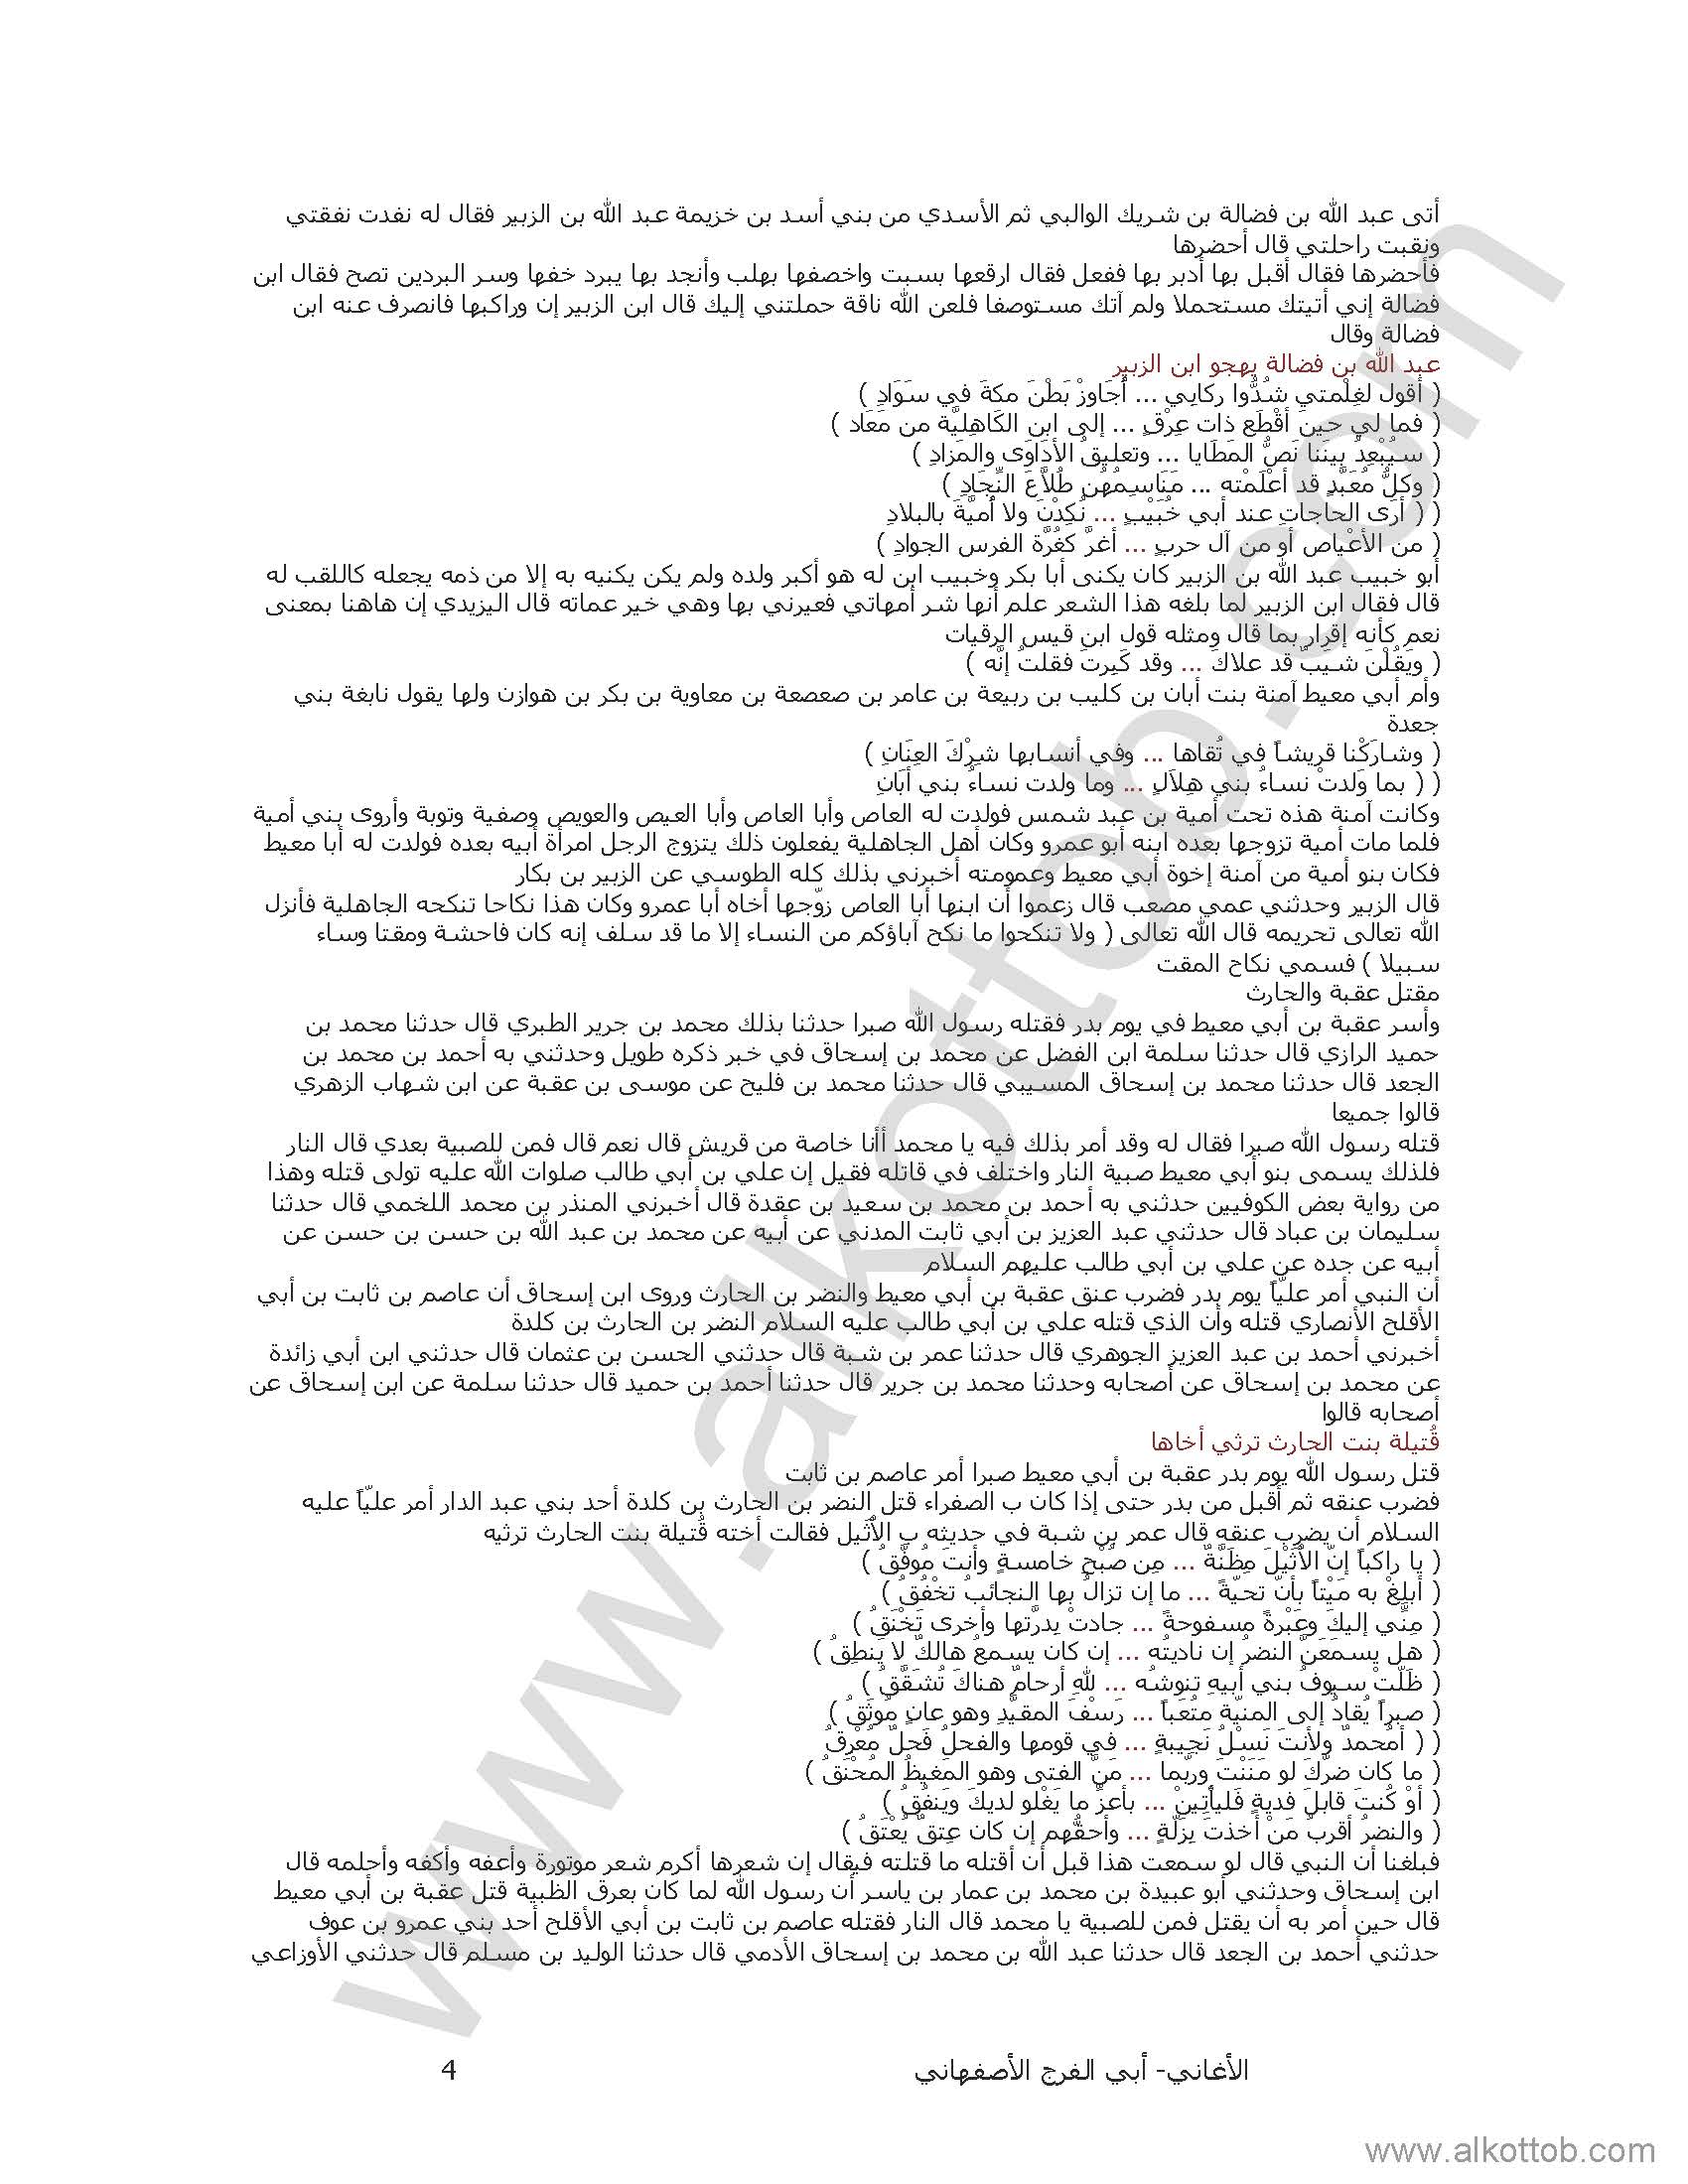 أتى عبد الله بن فضالة بن شريك الوالبي ثم الأسدي من بني أسد بن خزيمة عبد الله بن الزبير فقال له نفدت نفقتي
ونقبت راحلتي قال أحضرها
فأحضرها فقال أقبل بها أدبر بها ففعل فقال ارقعها بسبت واخصفها بهلب وأنجد بها يبرد خفها وسر البردين تصح فقال ابن
فضالة إني أتيتك مستحملا ولم آتك مستوصفا فلعن الله ناقة حملتني إليك قال ابن الزبير إن وراكبها فانصرف عنه ابن
فضالة وقال
عبد الله بن فضالة يهجو ابن الزبير
( أقول لغِلْمتي شُدُّوا ركابي ... أُجَاوزْ بَطْنَ مكةَ في سَوَادِ )
( فما لي حين أقْطَع ذات عِرْقٍ ... إلى ابن الكَاهِليَّة من مَعَاد )
( سيُبْعِدُ بيننا نَصُّ المَطَايا ... وتعليقُ الأدَاوَى والمَزادِ )
( وكلُّ مُعَبَّدٍ قد أعْلَمْته ... مَنَاسِمُهُن طُلاَّعَ النِّجَادِ )
( ( أرَى الحاجاتِ عند أبي خُبَيْبٍ ... نُكِدْنَ ولا أُميَّةَ بالبلادِ
( من الأعْياص أو من آل حربٍ ... أغرَّ كغُرَّة الفرس الجوادِ )
أبو خبيب عبد الله بن الزبير كان يكنى أبا بكر وخبيب ابن له هو أكبر ولده ولم يكن يكنيه به إلا من ذمه يجعله كاللقب له
قال فقال ابن الزبير لما بلغه هذا الشعر علم أنها شر أمهاتي فعيرني بها وهي خير عماته قال اليزيدي إن هاهنا بمعنى
نعم كأنه إقرار بما قال ومثله قول ابن قيس الرقيات
( ويَقُلْنَ شيبٌ قد علاكَ ... وقد كَبِرتَ فقلتُ إنَّه )
وأم أبي معيط آمنة بنت أبان بن كليب بن ربيعة بن عامر بن صعصعة بن معاوية بن بكر بن هوازن ولها يقول نابغة بني
جعدة
( وشارَكْنا قريشاً في تُقاها ... وفي أنسابها شِرْكَ العِنَانِ )
( ( بما وَلدتْ نساءُ بني هِلاَلٍ ... وما ولدت نساءُ بني أبَانِ
وكانت آمنة هذه تحت أمية بن عبد شمس فولدت له العاص وأبا العاص وأبا العيص والعويص وصفية وتوبة وأروى بني أمية
فلما مات أمية تزوجها بعده ابنه أبو عمرو وكان أهل الجاهلية يفعلون ذلك يتزوج الرجل امرأة أبيه بعده فولدت له أبا معيط
فكان بنو أمية من آمنة إخوة أبي معيط وعمومته أخبرني بذلك كله الطوسي عن الزبير بن بكار
قال الزبير وحدثني عمي مصعب قال زعموا أن ابنها أبا العاص زوّجها أخاه أبا عمرو وكان هذا نكاحا تنكحه الجاهلية فأنزل
الله تعالى تحريمه قال الله تعالى ( ولا تنكحوا ما نكح آباؤكم من النساء إلا ما قد سلف إنه كان فاحشة ومقتا وساء
سبيلا ) فسمي نكاح المقت
مقتل عقبة والحارث
وأسر عقبة بن أبي معيط في يوم بدر فقتله رسول الله صبرا حدثنا بذلك محمد بن جرير الطبري قال حدثنا محمد بن
حميد الرازي قال حدثنا سلمة ابن الفضل عن محمد بن إسحاق في خبر ذكره طويل وحدثني به أحمد بن محمد بن
الجعد قال حدثنا محمد بن إسحاق المسيبي قال حدثنا محمد بن فليح عن موسى بن عقبة عن ابن شهاب الزهري
قالوا جميعا
قتله رسول الله صبرا فقال له وقد أمر بذلك فيه يا محمد أأنا خاصة من قريش قال نعم قال فمن للصبية بعدي قال النار
فلذلك يسمى بنو أبي معيط صبية النار واختلف في قاتله فقيل إن علي بن أبي طالب صلوات الله عليه تولى قتله وهذا
من رواية بعض الكوفيين حدثني به أحمد بن محمد بن سعيد بن عقدة قال أخبرني المنذر بن محمد اللخمي قال حدثنا
سليمان بن عباد قال حدثني عبد العزيز بن أبي ثابت المدني عن أبيه عن محمد بن عبد الله بن حسن بن حسن عن
أبيه عن جده عن علي بن أبي طالب عليهم السلام
أن النبي أمر عليّاً يوم بدر فضرب عنق عقبة بن أبي معيط والنضر بن الحارث وروى ابن إسحاق أن عاصم بن ثابت بن أبي
الأقلح الأنصاري قتله وأن الذي قتله علي بن أبي طالب عليه السلام النضر بن الحارث بن كلدة
أخبرني أحمد بن عبد العزيز الجوهري قال حدثنا عمر بن شبة قال حدثني الحسن بن عثمان قال حدثني ابن أبي زائدة
عن محمد بن إسحاق عن أصحابه وحدثنا محمد بن جرير قال حدثنا أحمد بن حميد قال حدثنا سلمة عن ابن إسحاق عن
أصحابه قالوا
قُتيلة بنت الحارث ترثي أخاها
قتل رسول الله يوم بدر عقبة بن أبي معيط صبرا أمر عاصم بن ثابت
فضرب عنقه ثم أقبل من بدر حتى إذا كان ب الصفراء قتل النضر بن الحارث بن كلدة أحد بني عبد الدار أمر عليّاً عليه
السلام أن يضرب عنقه قال عمر بن شبة في حديثه ب الأُثَيل فقالت أخته قُتيلة بنت الحارث ترثيه
( يا راكباً إنّ الأُثَيْلَ مِظَنَّةٌ ... مِن صُبْحِ خامسةٍ وأنتَ مُوفَّقُ )
( أبلِغْ به مَيْتاً بأنّ تحيّةً ... ما إن تزالُ بها النجائبُ تخْفُقُ )
( مِنِّي إليكَ وعَبْرةً مسفوحةً ... جادتْ بِدرَّتها وأخرى تَخْنَقُ )
( هل يسمَعَنَّ النضرُ إن ناديتُه ... إن كان يسمعُ هالكٌ لا يَنطِقُ )
( ظَلّتْ سيوفُ بني أبيهِ تنوشُه ... للهِ أرحامٌ هناكَ تُشَقَّقُ )
( صبراً يُقادُ إلى المنيّة متُعَباً ... رَسْفَ المقيَّدِ وهو عانٍ مُوثَقُ )
( ( أمُحمدٌ ولأنتَ نَسْلُ نَجِيبةٍ ... في قومها والفحلُ فَحلٌ مُعْرِقُ
( ما كان ضرَّكَ لو مَنَنْتَ وربّما ... مَنَّ الفتى وهو المَغيظُ المُحْنَقُ )
( أوْ كُنتَ قابلَ فديةٍ فَليأتِينْ ... بأعزِّ ما يَغْلو لديكَ وَيَنفُقُ )
( والنضرُ أقربُ مَنْ أخذتَ بِزَلّةٍ ... وأحقُّهم إن كان عِتقٌ يُعْتَقُ )
فبلغنا أن النبي قال لو سمعت هذا قبل أن أقتله ما قتلته فيقال إن شعرها أكرم شعر موتورة وأعفه وأكفه وأحلمه قال
ابن إسحاق وحدثني أبو عبيدة بن محمد بن عمار بن ياسر أن رسول الله لما كان بعرق الظبية قتل عقبة بن أبي معيط
قال حين أمر به أن يقتل فمن للصبية يا محمد قال النار فقتله عاصم بن ثابت بن أبي الأقلح أحد بني عمرو بن عوف
حدثني أحمد بن الجعد قال حدثنا عبد الله بن محمد بن إسحاق الأدمي قال حدثنا الوليد بن مسلم قال حدثني الأوزاعي
الأغاني- أبي الفرج الأصفهاني 4
www.alkottob.com
www.alkottob.com